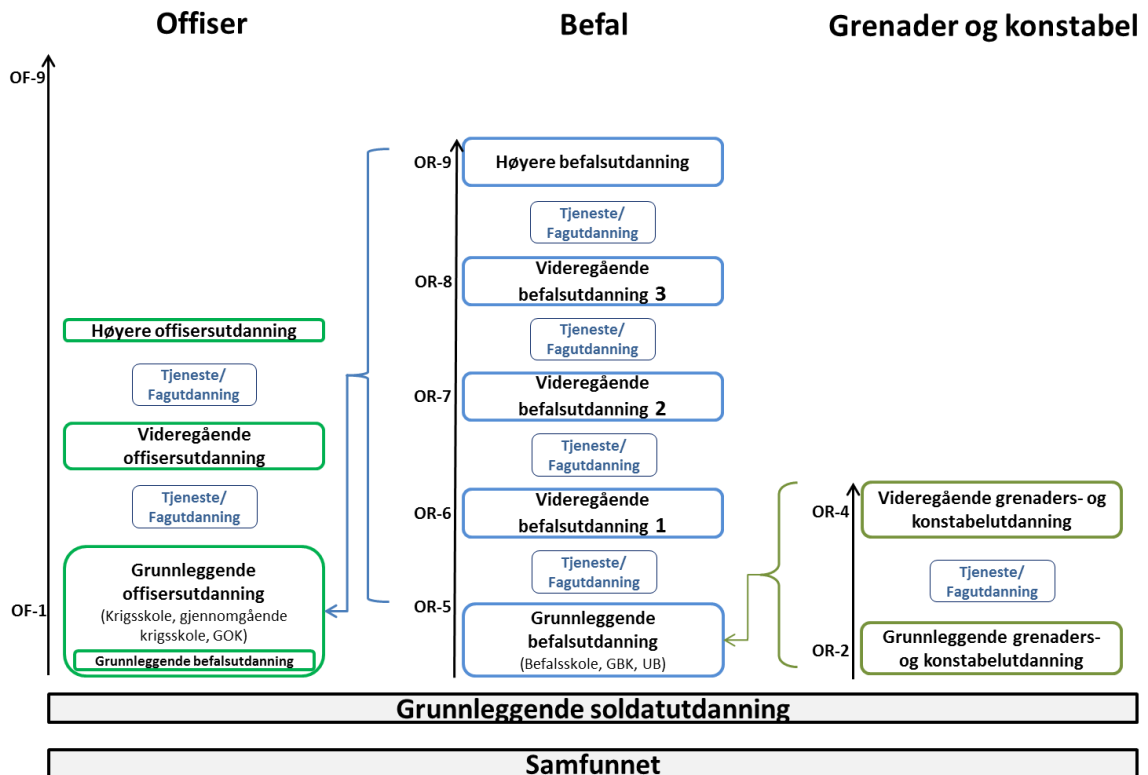 Offiser
OF-9
Høyere offisersutdanning
Tjeneste/
Fagutdanning
Videregående
offisersutdanning
Tjeneste/
Fagutdanning
OF-1
Grunnleggende
offisersutdanning
(Krigsskole, gjennomgående
krigsskole, GOK)
Grunnleggende befalsutdanning
Befal
OR-9
Høyere befalsutdanning
Tjeneste/
Fagutdanning
OR-8
Videregående
befalsutdanning 3
Tjeneste/
Fagutdanning
OR-7
Videregående
befalsutdanning 2
Tjeneste/
Fagutdanning
OR-6
Videregående
befalsutdanning 1
Tjeneste/
Fagutdanning
OR-5
Grunnleggende
befalsutdanning
(Befalsskole, GBK, UB)
Grenader og konstabel
OR-4
Videregående grenaders- og
konstabelutdanning
Tjeneste/
Fagutdanning
OR-2
Grunnleggende grenaders-
og konstabelutdanning
Grunnleggende soldatutdanning
Samfunnet